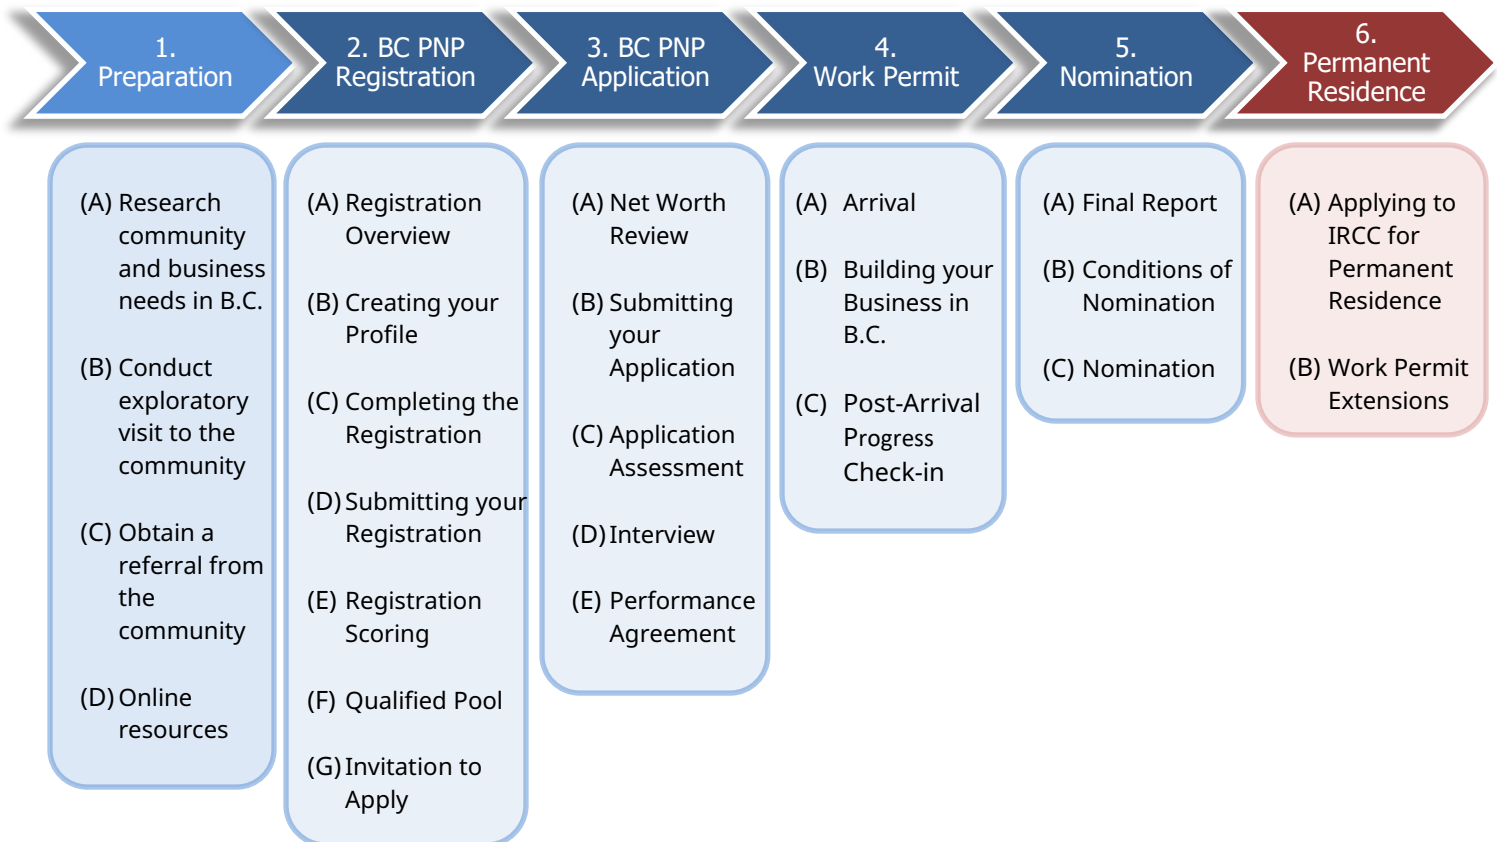 1.
Preparation
2. BC PNP
Registration
3. BC PNP
Application
4.
Work Permit
5.
Nomination
6.
Permanent
Residence
(A) Research
community
and business
needs in B.C.
(B) Conduct
exploratory
visit to the
community
(C) Obtain a
referral from
the
community
(D) Online
resources
(A) Registration
Overview
(B) Creating your
Profile
(C) Completing the
Registration
(D) Submitting your
Registration
(E) Registration
Scoring
(F) Qualified Pool
(G) Invitation to
Apply
(A) Net Worth
Review
(B) Submitting
your
Application
(C) Application
Assessment
(D) Interview
(E) Performance
Agreement
(A) Arrival
(B) Building your
Business in
B.C.
(C) Post-Arrival
Progress
Check-in
(A) Final Report
(B) Conditions of
Nomination
(C) Nomination
(A) Applying to
IRCC for
Permanent
Residence
(B) Work Permit
Extensions